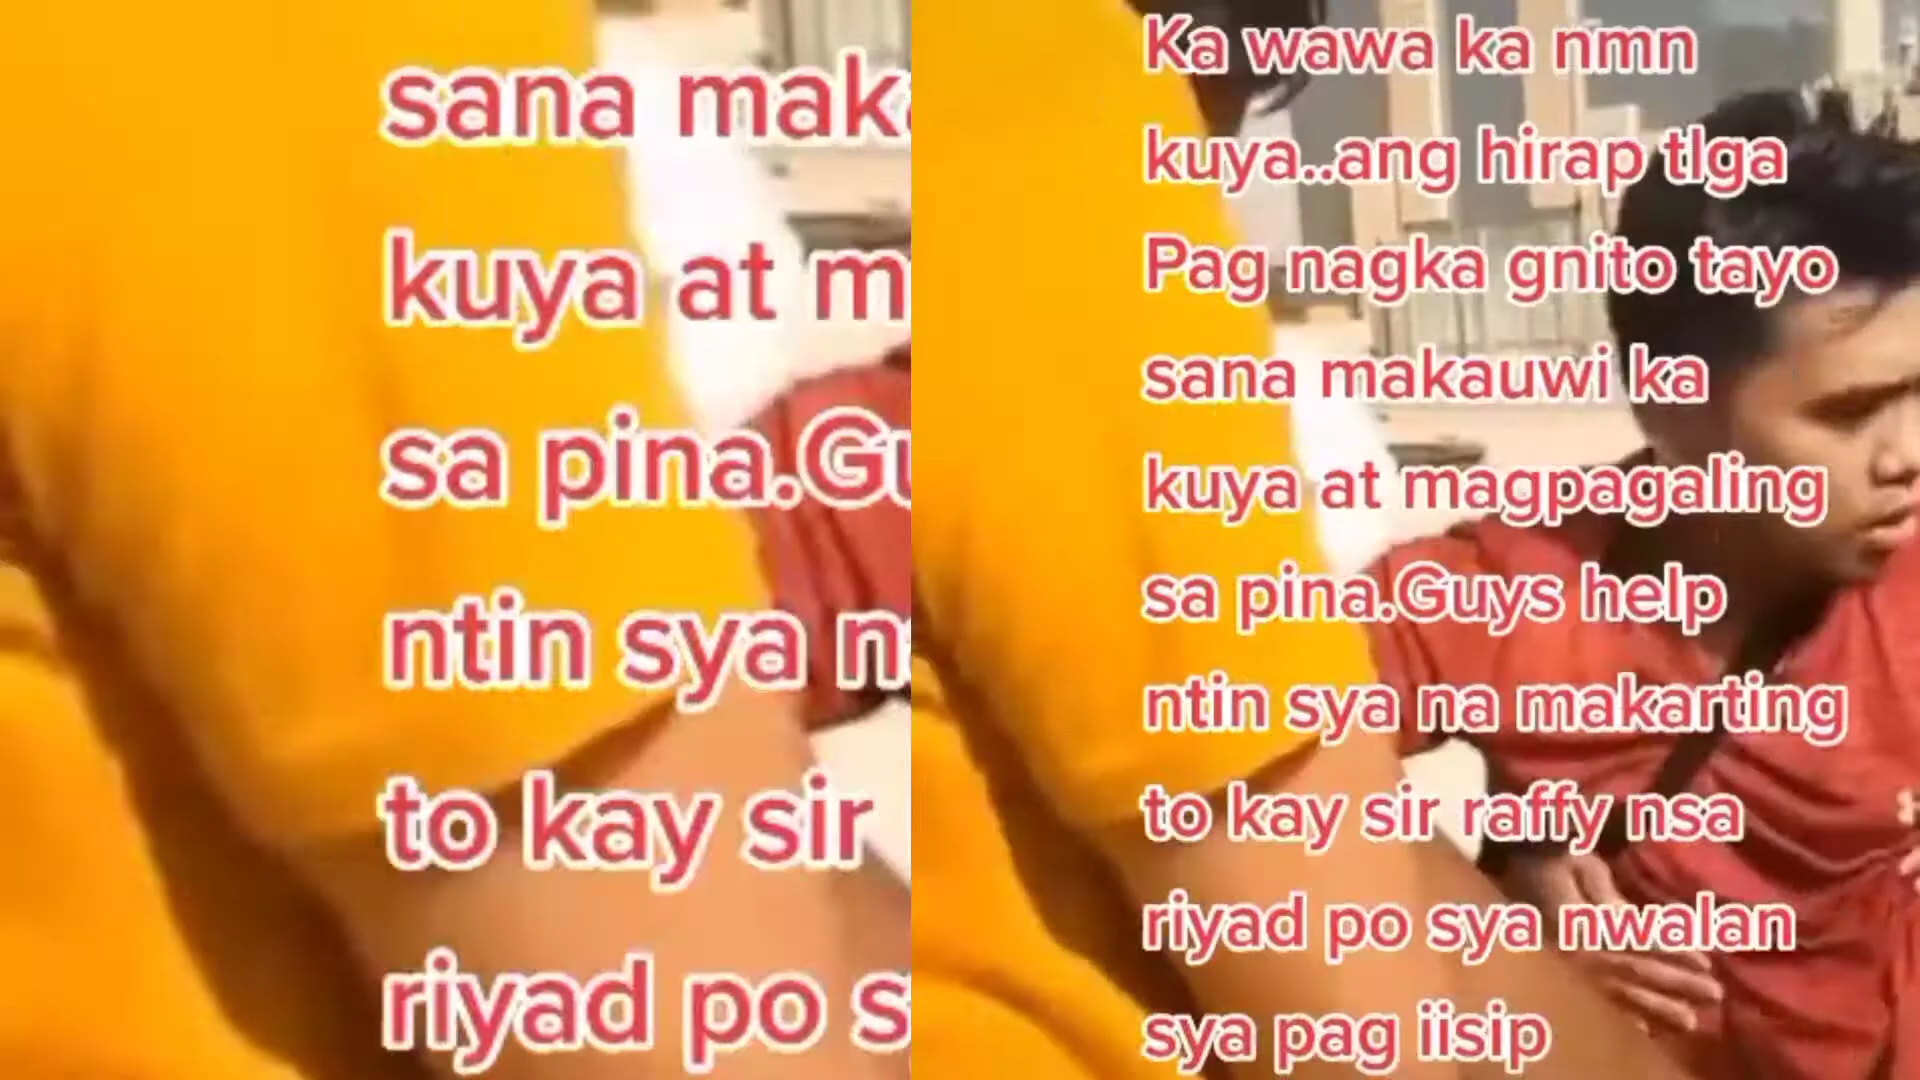 sana mak
kuya at m
sa pina.Gu
ntin sya n
to kay sir
riyad po s
Ka wawa ka nmn
kuya..ang hirap tlga
Pag nagka gnito tayo
sana makauwi ka
kuya at magpagaling
sa pina.Guys help
ntin sya na makarting
to kay sir raffy nsa
riyad po sya nwalan
sya pag iisip